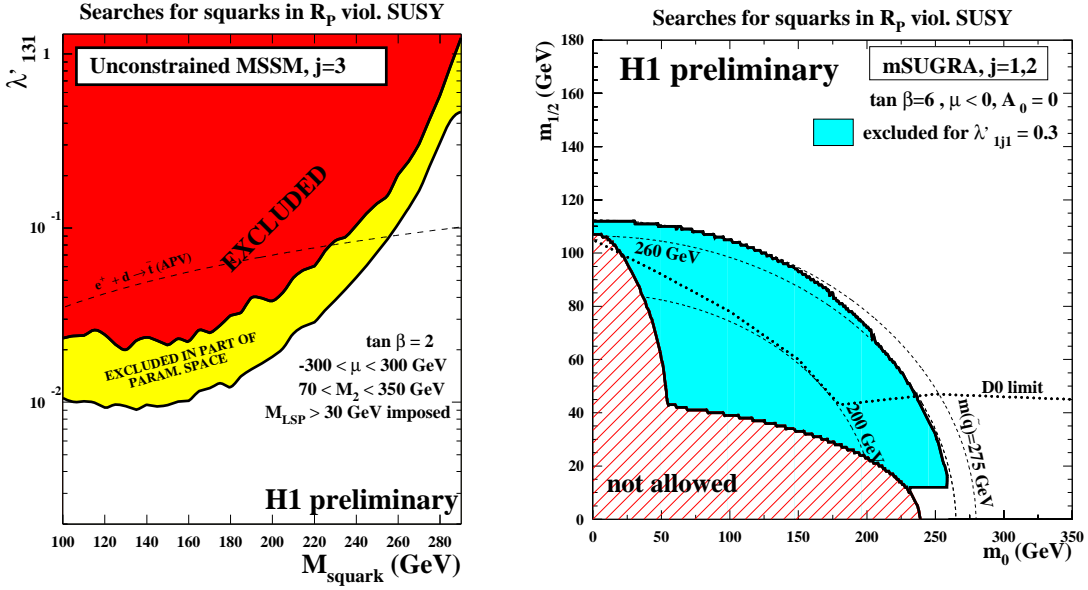 Searches for squarks in R_P viol. SUSY
λ' 131
Unconstrained MSSM, j=3
1
10 -1
10 -2
EXCLUDED
e+ + d → t̄ (APV)
EXCLUDED IN PART OF
PARAM. SPACE
tan β = 2
-300 < μ < 300 GeV
70 < M_2 < 350 GeV
M_LSP > 30 GeV imposed
H1 preliminary
100 120 140 160 180 200 220 240 260 280
M_squark (GeV)
Searches for squarks in R_P viol. SUSY
m_1/2 (GeV)
180
160
140
120
100
80
60
40
20
0
H1 preliminary
mSUGRA, j=1,2
tan β=6 , μ < 0, A_0 = 0
excluded for λ'_1j1 = 0.3
260 GeV
200 GeV
D0 limit
m(q̃)=275 GeV
not allowed
0 50 100 150 200 250 300 350
m_0 (GeV)